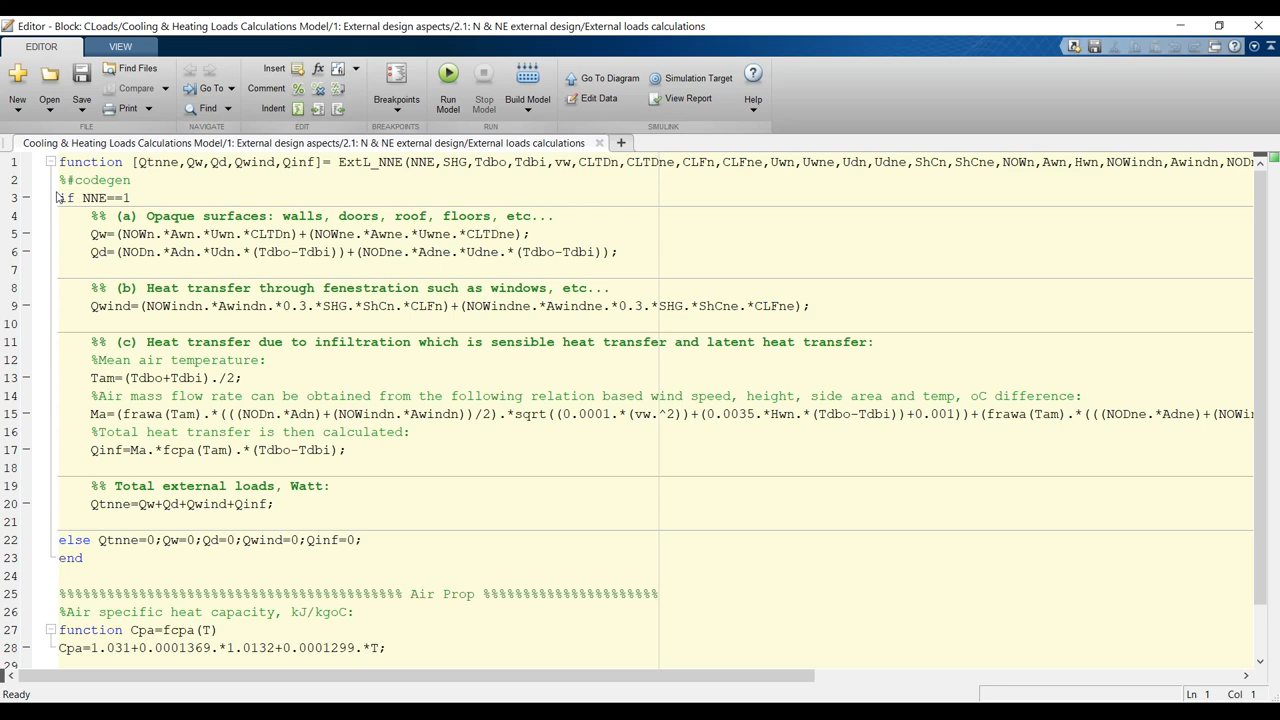 Editor - Block: CLoads/Cooling & Heating Loads Calculations Model/1: External design aspects/2.1: N & NE external design/External loads calculations
EDITOR VIEW
New Open Save Find Files Compare Print Go To Find Insert Comment Indent fx Breakpoints Run Model Stop Model Build Model Go To Diagram Edit Data Simulation Target View Report Help
FILE NAVIGATE EDIT BREAKPOINTS RUN SIMULINK
Cooling & Heating Loads Calculations Model/1: External design aspects/2.1: N & NE external design/External loads calculations
1 function [Qtnne,Qw,Qd,Qwind,Qinf]= ExtL_NNE(NNE,SHG,Tdbo,Tdbi,vw,CLTDn,CLTDne,CLFn,CLFne,Uwn,Uwne,Udn,Udne,ShCn,ShCne,NOWn,Awn,Hwn,NOWindn,Awindn,NODn
2 %#codegen
3 if NNE==1
4 %% (a) Opaque surfaces: walls, doors, roof, floors, etc...
5 Qw=(NOWn.*Awn.*Uwn.*CLTDn)+(NOWne.*Awne.*Uwne.*CLTDne);
6 Qd=(NODn.*Adn.*Udn.*(Tdbo-Tdbi))+(NODne.*Adne.*Udne.*(Tdbo-Tdbi));
7
8 %% (b) Heat transfer through fenestration such as windows, etc...
9 Qwind=(NOWindn.*Awindn.*0.3.*SHG.*ShCn.*CLFn)+(NOWindne.*Awindne.*0.3.*SHG.*ShCne.*CLFne);
10
11 %% (c) Heat transfer due to infiltration which is sensible heat transfer and latent heat transfer:
12 %Mean air temperature:
13 Tam=(Tdbo+Tdbi)./2;
14 %Air mass flow rate can be obtained from the following relation based wind speed, height, side area and temp, oC difference:
15 Ma=(frawa(Tam).*(((NODn.*Adn)+(NOWindn.*Awindn))/2).*sqrt((0.0001.*(vw.^2))+(0.0035.*Hwn.*(Tdbo-Tdbi))+0.001))+(frawa(Tam).*(((NODne.*Adne)+(NOWin
16 %Total heat transfer is then calculated:
17 Qinf=Ma.*fcpa(Tam).*(Tdbo-Tdbi);
18
19 %% Total external loads, Watt:
20 Qtnne=Qw+Qd+Qwind+Qinf;
21
22 else Qtnne=0;Qw=0;Qd=0;Qwind=0;Qinf=0;
23 end
24
25 %%%%%%%%%%%%%%%%%%%%%%%%%%%%%%%%%%%%%%%%%%% Air Prop %%%%%%%%%%%%%%%%%%%%%%
26 %Air specific heat capacity, kJ/kgoC:
27 function Cpa=fcpa(T)
28 Cpa=1.031+0.0001369.*1.0132+0.0001299.*T;
29
Ready Ln 1 Col 1